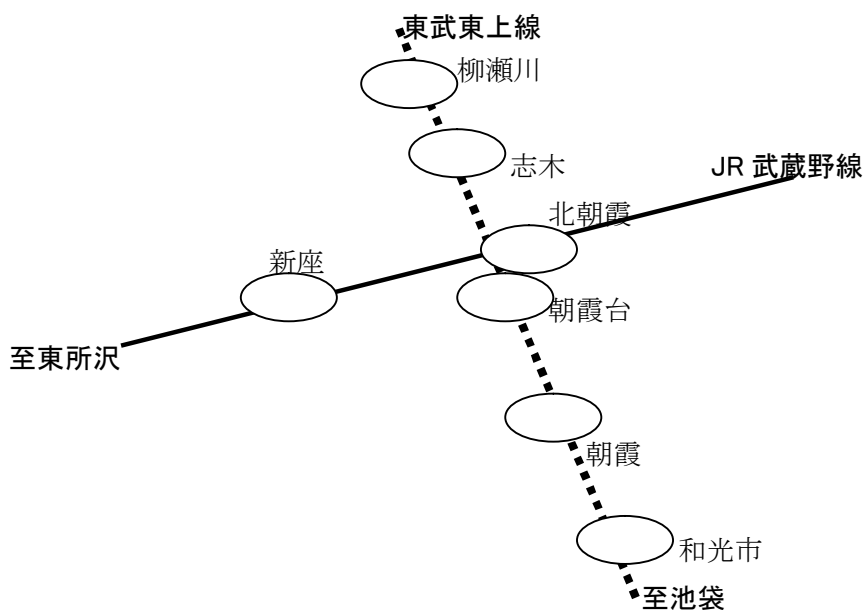 東武東上線
柳瀬川
志木
JR 武蔵野線
北朝霞
新座
朝霞台
至東所沢
朝霞
和光市
至池袋